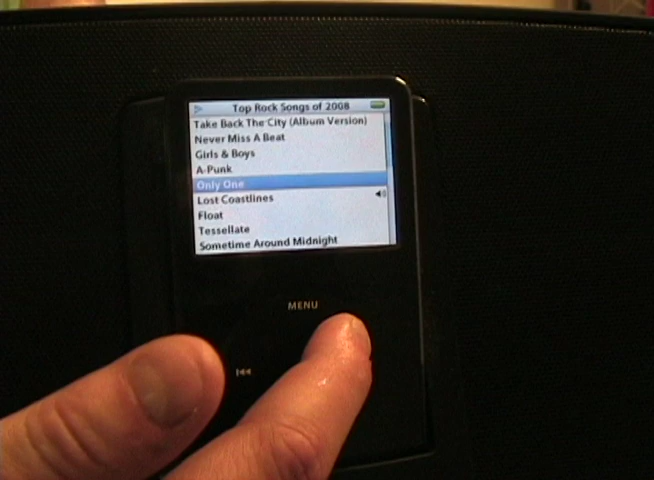 Top Rock Songs of 2008
Take Back The City (Album Version)
Never Miss A Beat
Girls & Boys
A-Punk
Only One
Lost Coastlines
Float
Tessellate
Sometime Around Midnight
MENU